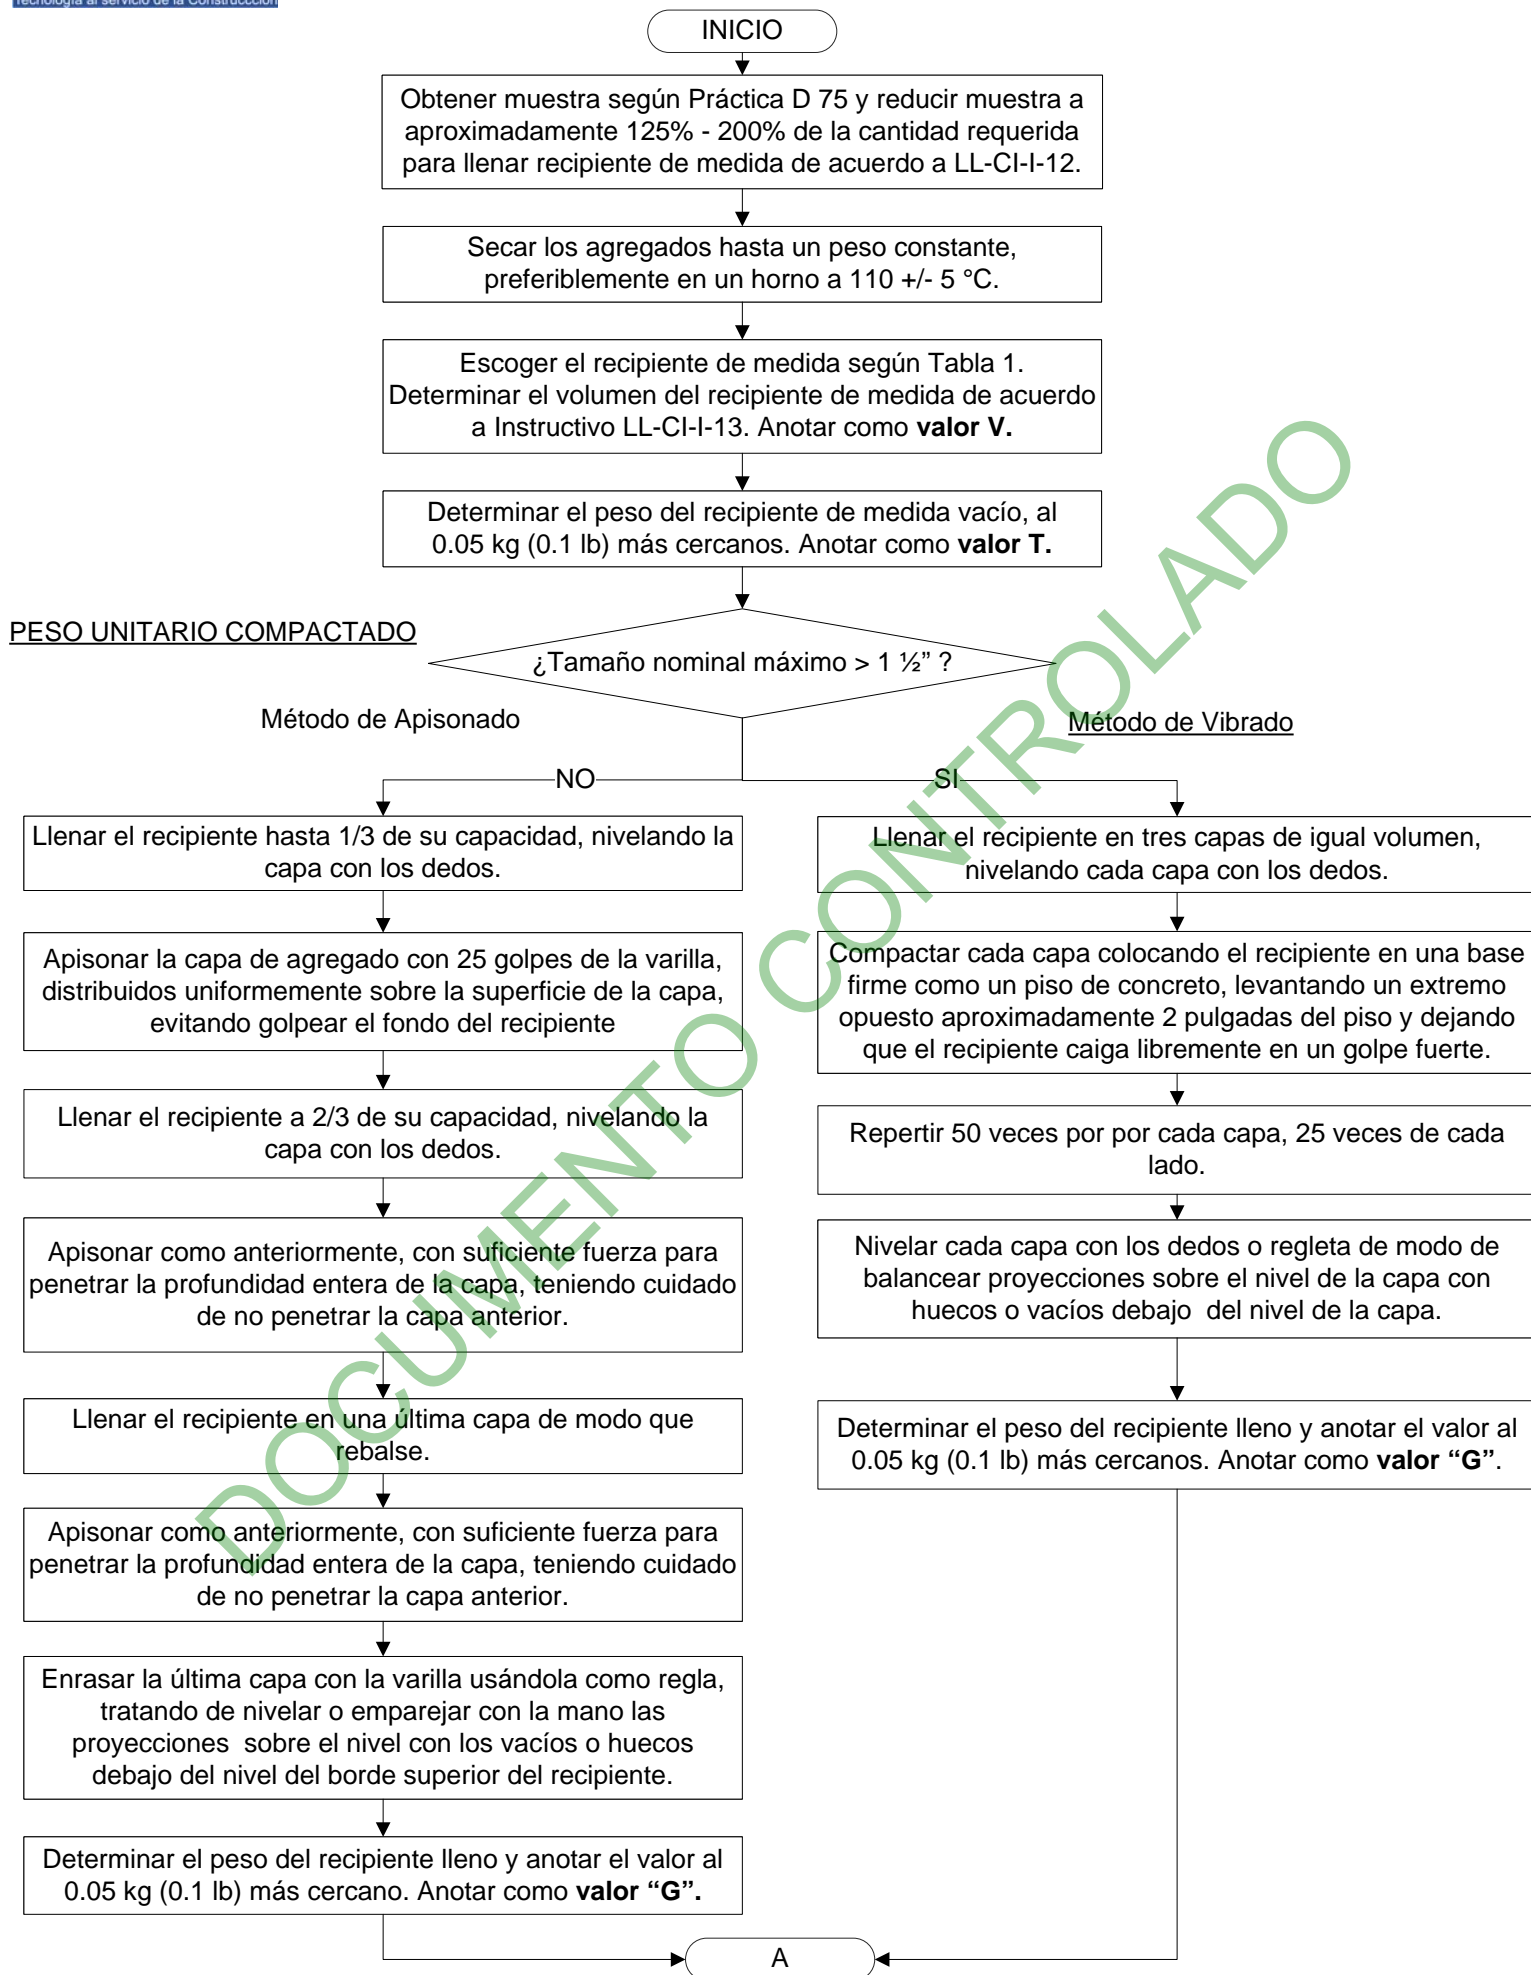 Tecnología al servicio de la Construcción
INICIO
Obtener muestra según Práctica D 75 y reducir muestra a
aproximadamente 125% - 200% de la cantidad requerida
para llenar recipiente de medida de acuerdo a LL-CI-I-12.
Secar los agregados hasta un peso constante,
preferiblemente en un horno a 110 +/- 5 °C.
Escoger el recipiente de medida según Tabla 1.
Determinar el volumen del recipiente de medida de acuerdo
a Instructivo LL-CI-I-13. Anotar como valor V.
Determinar el peso del recipiente de medida vacío, al
0.05 kg (0.1 lb) más cercanos. Anotar como valor T.
PESO UNITARIO COMPACTADO
¿Tamaño nominal máximo > 1 ½” ?
Método de Apisonado
Método de Vibrado
NO
SI
Llenar el recipiente hasta 1/3 de su capacidad, nivelando la
capa con los dedos.
Apisonar la capa de agregado con 25 golpes de la varilla,
distribuidos uniformemente sobre la superficie de la capa,
evitando golpear el fondo del recipiente
Llenar el recipiente a 2/3 de su capacidad, nivelando la
capa con los dedos.
Apisonar como anteriormente, con suficiente fuerza para
penetrar la profundidad entera de la capa, teniendo cuidado
de no penetrar la capa anterior.
Llenar el recipiente en una última capa de modo que
rebalse.
Apisonar como anteriormente, con suficiente fuerza para
penetrar la profundidad entera de la capa, teniendo cuidado
de no penetrar la capa anterior.
Enrasar la última capa con la varilla usándola como regla,
tratando de nivelar o emparejar con la mano las
proyecciones sobre el nivel con los vacíos o huecos
debajo del nivel del borde superior del recipiente.
Determinar el peso del recipiente lleno y anotar el valor al
0.05 kg (0.1 lb) más cercano. Anotar como valor “G”.
Llenar el recipiente en tres capas de igual volumen,
nivelando cada capa con los dedos.
Compactar cada capa colocando el recipiente en una base
firme como un piso de concreto, levantando un extremo
opuesto aproximadamente 2 pulgadas del piso y dejando
que el recipiente caiga libremente en un golpe fuerte.
Repertir 50 veces por por cada capa, 25 veces de cada
lado.
Nivelar cada capa con los dedos o regleta de modo de
balancear proyecciones sobre el nivel de la capa con
huecos o vacíos debajo del nivel de la capa.
Determinar el peso del recipiente lleno y anotar el valor al
0.05 kg (0.1 lb) más cercanos. Anotar como valor “G”.
A
DOCUMENTO CONTROLADO